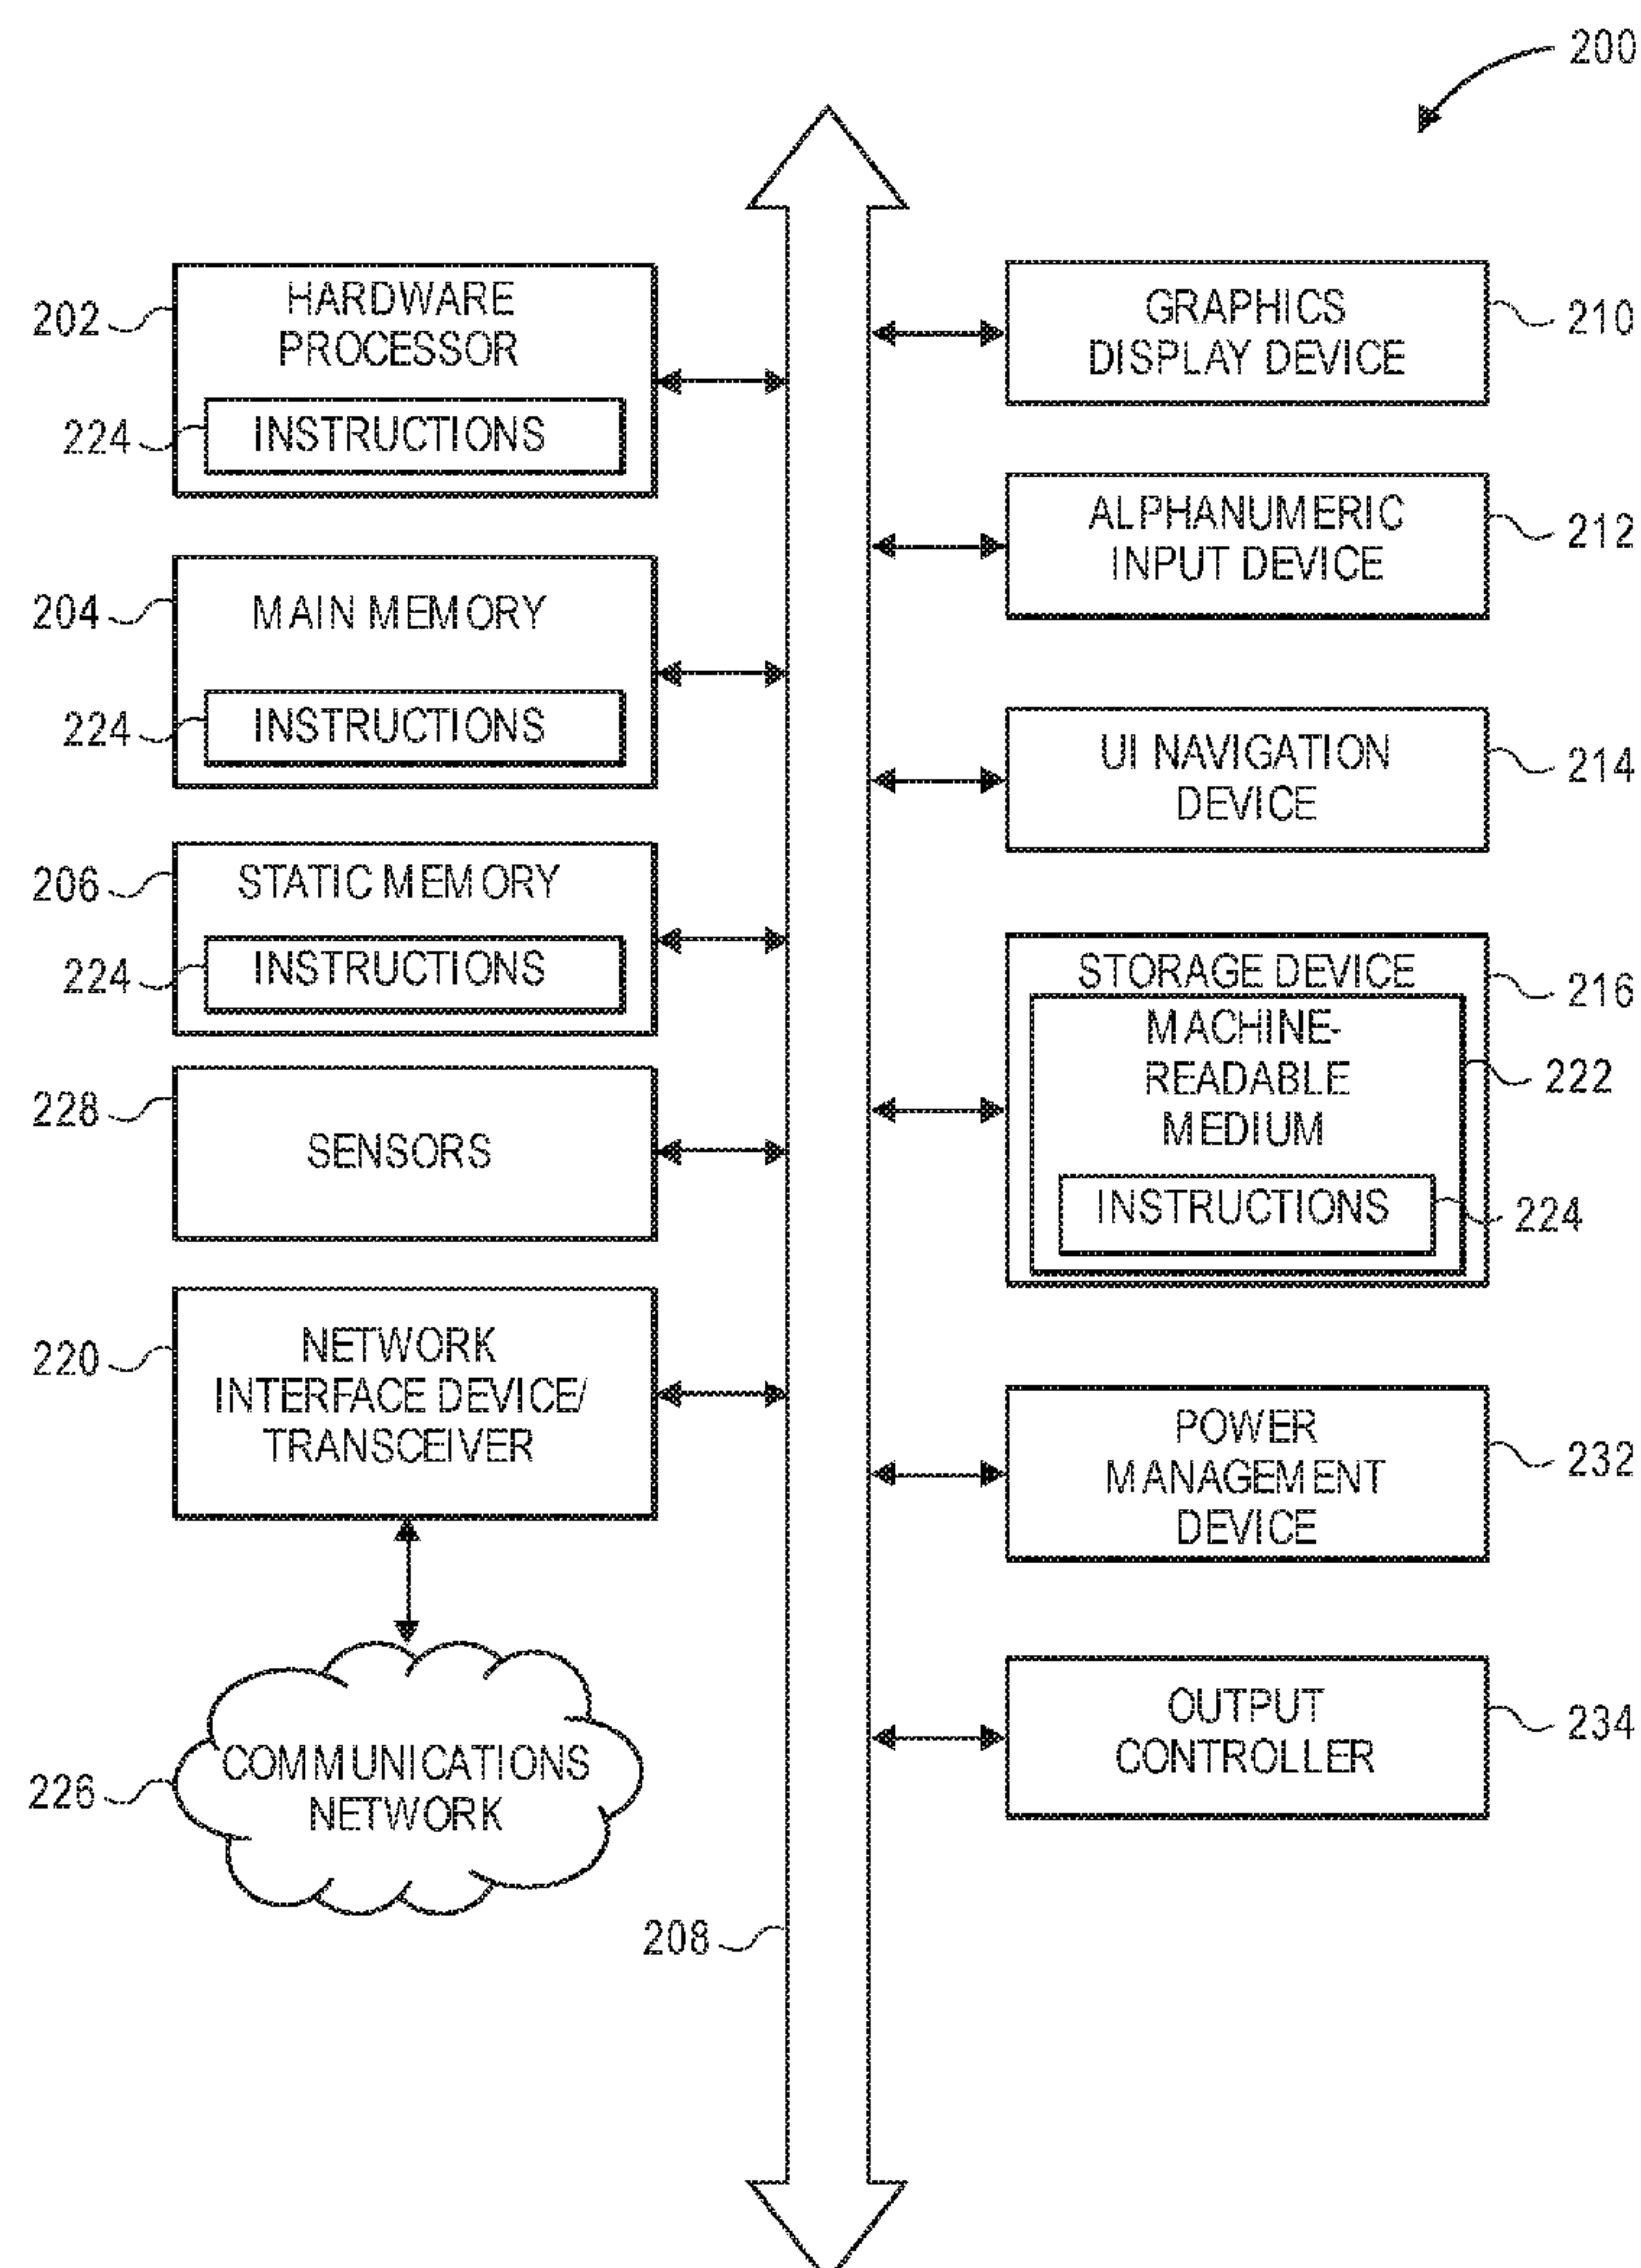 200
202
HARDWARE
PROCESSOR
224
INSTRUCTIONS
204
MAIN MEMORY
224
INSTRUCTIONS
206
STATIC MEMORY
224
INSTRUCTIONS
228
SENSORS
220
NETWORK
INTERFACE DEVICE/
TRANSCEIVER
226
COMMUNICATIONS
NETWORK
208
GRAPHICS
DISPLAY DEVICE
210
ALPHANUMERIC
INPUT DEVICE
212
UI NAVIGATION
DEVICE
214
STORAGE DEVICE
216
MACHINE-
READABLE
MEDIUM
222
INSTRUCTIONS
224
POWER
MANAGEMENT
DEVICE
232
OUTPUT
CONTROLLER
234